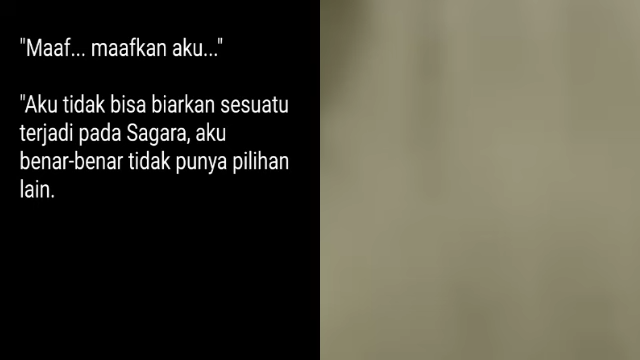 "Maaf... maafkan aku..."
"Aku tidak bisa biarkan sesuatu
terjadi pada Sagara, aku
benar-benar tidak punya pilihan
lain.